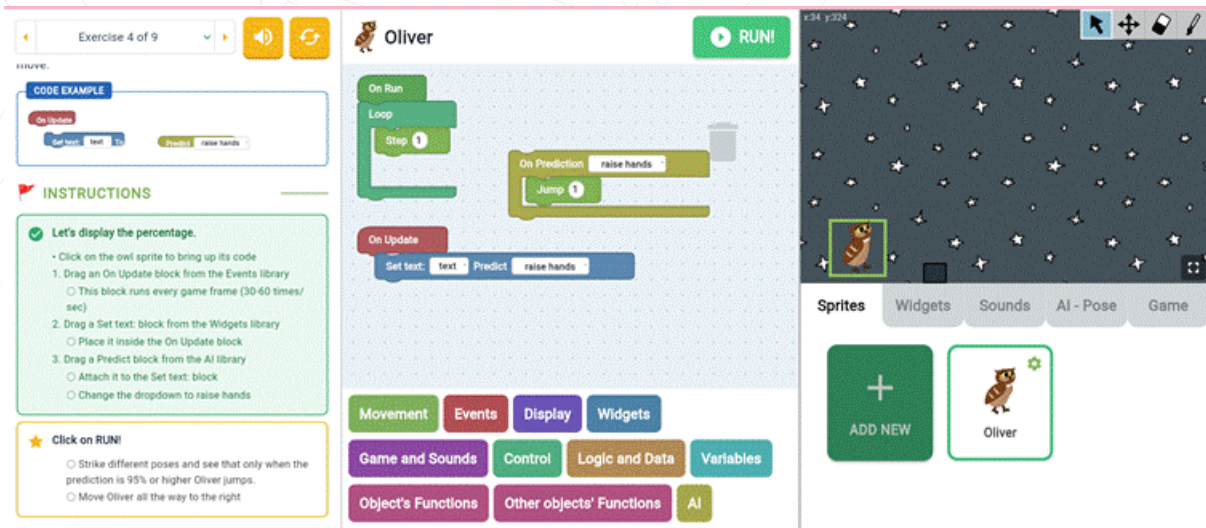 Exercise 4 of 9
move.
CODE EXAMPLE
On Update
Set text: text To
Predict raise hands
INSTRUCTIONS
Let's display the percentage.
• Click on the owl sprite to bring up its code
1. Drag an On Update block from the Events library
This block runs every game frame (30-60 times/
sec)
2. Drag a Set text: block from the Widgets library
Place it inside the On Update block
3. Drag a Predict block from the AI library
Attach it to the Set text: block
Change the dropdown to raise hands
Click on RUN!
Strike different poses and see that only when the
prediction is 95% or higher Oliver jumps.
Move Oliver all the way to the right
Oliver
RUN!
On Run
Loop
Step 1
On Prediction raise hands
Jump 1
On Update
Set text: text Predict raise hands
Movement Events Display Widgets
Game and Sounds Control Logic and Data Variables
Object's Functions Other objects' Functions AI
x:34 y:324
Sprites Widgets Sounds AI - Pose Game
+
ADD NEW
Oliver